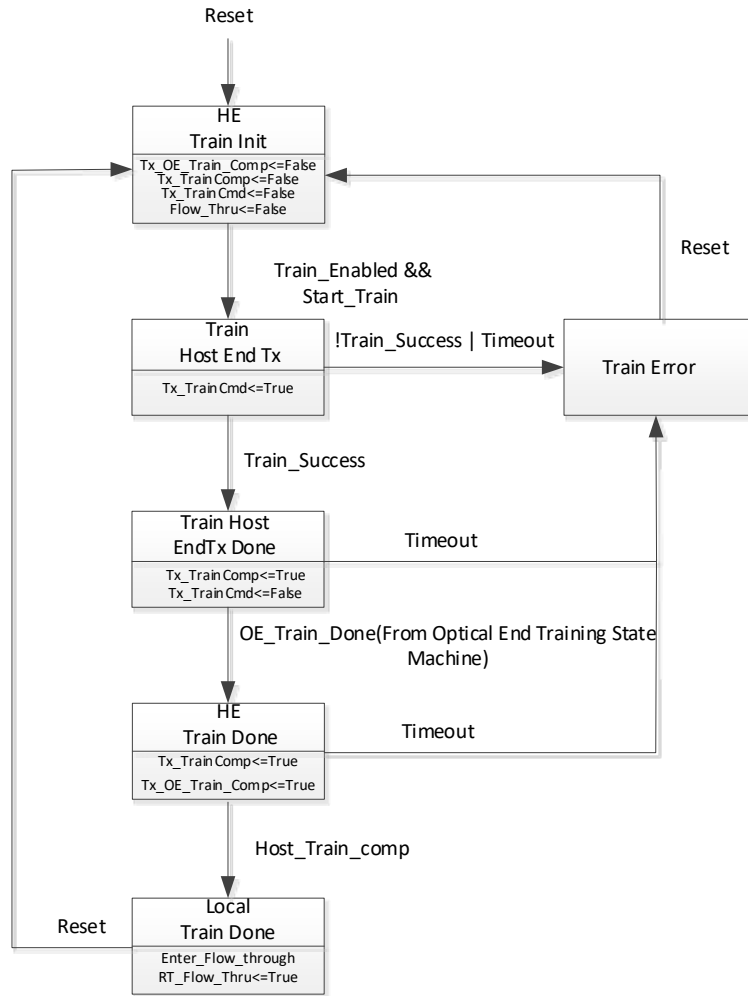 Reset
HE
Train Init
Tx_OE_Train_Comp<=False
Tx_TrainComp<=False
Tx_TrainCmd<=False
Flow_Thru<=False
Reset
Train_Enabled &&
Start_Train
Train
Host End Tx
Tx_TrainCmd<=True
!Train_Success | Timeout
Train Error
Train_Success
Train Host
EndTx Done
Tx_TrainComp<=True
Tx_TrainCmd<=False
Timeout
OE_Train_Done(From Optical End Training State
Machine)
HE
Train Done
Tx_TrainComp<=True
Tx_OE_Train_Comp<=True
Timeout
Host_Train_comp
Local
Train Done
Enter_Flow_through
RT_Flow_Thru<=True
Reset